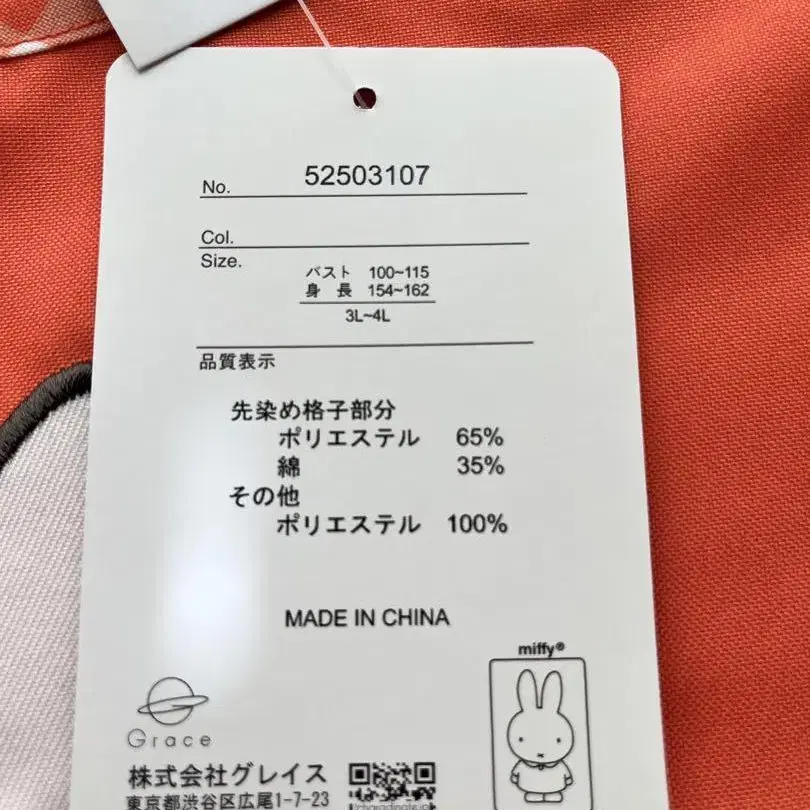 No. 52503107
Col.
Size.
バスト 100~115
身 長 154~162
3L~4L
品質表示
先染め格子部分
ポリエステル 65%
綿 35%
その他
ポリエステル 100%
MADE IN CHINA
miffy®
Grace
株式会社グレイス
東京都渋谷区広尾1-7-23